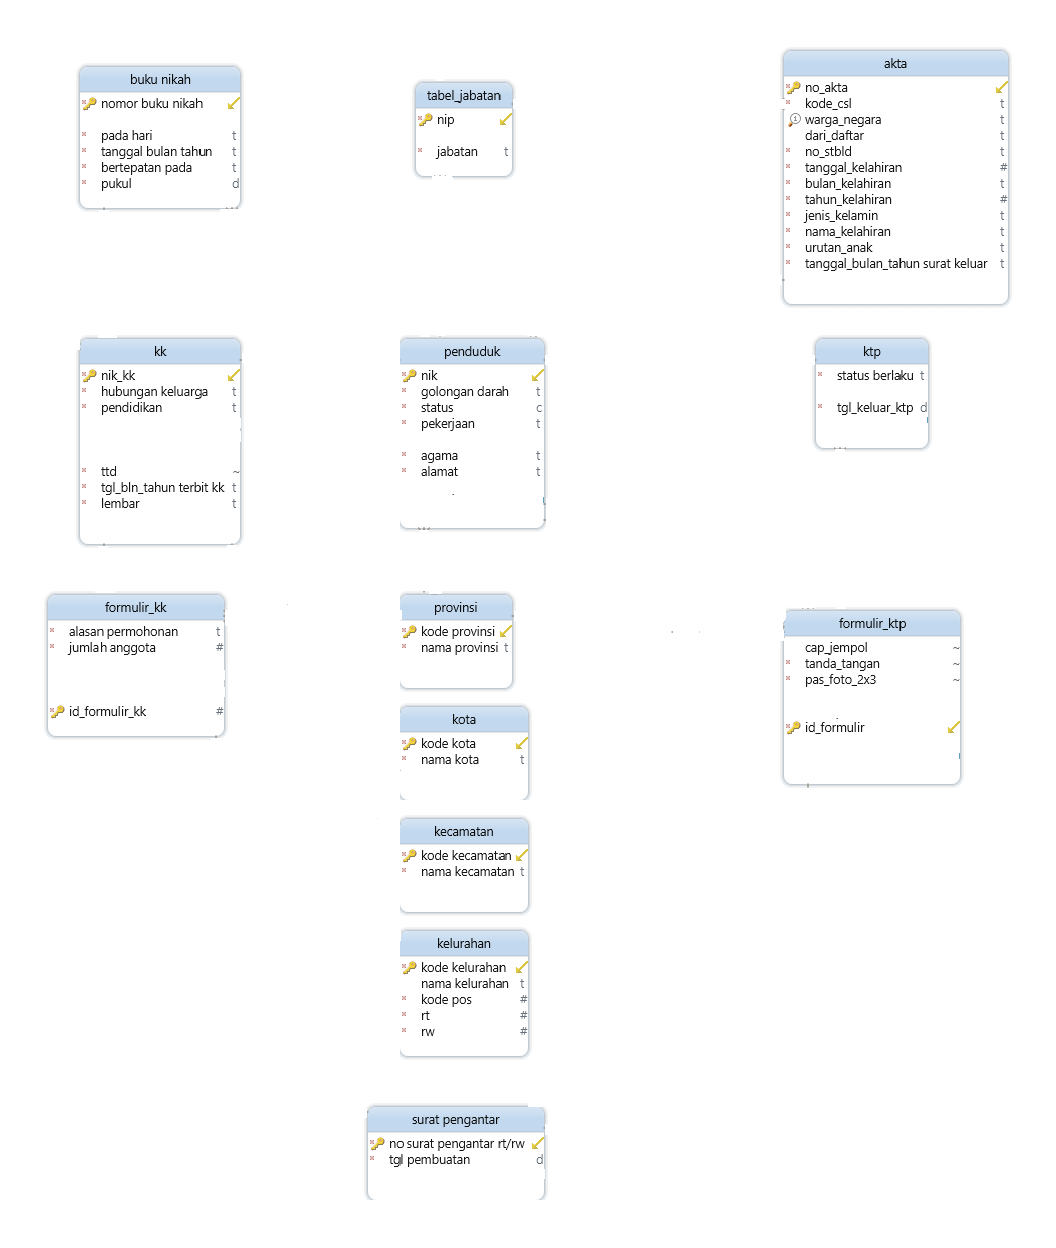 buku nikah
nomor buku nikah
pada hari t
tanggal bulan tahun t
bertepatan pada t
pukul d
tabel_jabatan
nip
jabatan t
akta
no_akta
kode_csl t
warga_negara t
dari_daftar t
no_stbld t
tanggal_kelahiran #
bulan_kelahiran t
tahun_kelahiran #
jenis_kelamin t
nama_kelahiran t
urutan_anak t
tanggal_bulan_tahun surat keluar t
kk
nik_kk
hubungan keluarga t
pendidikan t
ttd ~
tgl_bln_tahun terbit kk t
lembar t
penduduk
nik
golongan darah t
status c
pekerjaan t
agama t
alamat t
ktp
status berlaku t
tgl_keluar_ktp d
formulir_kk
alasan permohonan t
jumlah anggota #
id_formulir_kk #
provinsi
kode provinsi
nama provinsi t
formulir_ktp
cap_jempol ~
tanda_tangan ~
pas_foto_2x3 ~
id_formulir
kota
kode kota
nama kota t
kecamatan
kode kecamatan
nama kecamatan t
kelurahan
kode kelurahan
nama kelurahan t
kode pos #
rt #
rw #
surat pengantar
no surat pengantar rt/rw
tgl pembuatan d